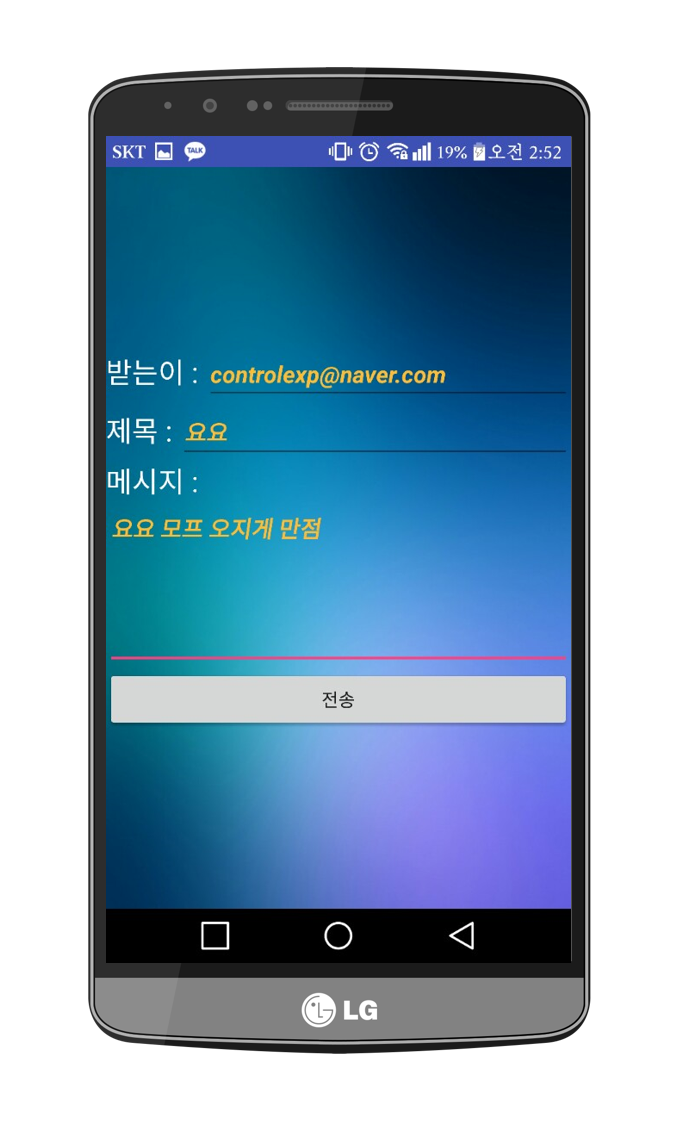 SKT TALK 19% 오전 2:52
받는이 : controlexp@naver.com
제목 : 요요
메시지 :
요요 모프 오지게 만점
전송
LG